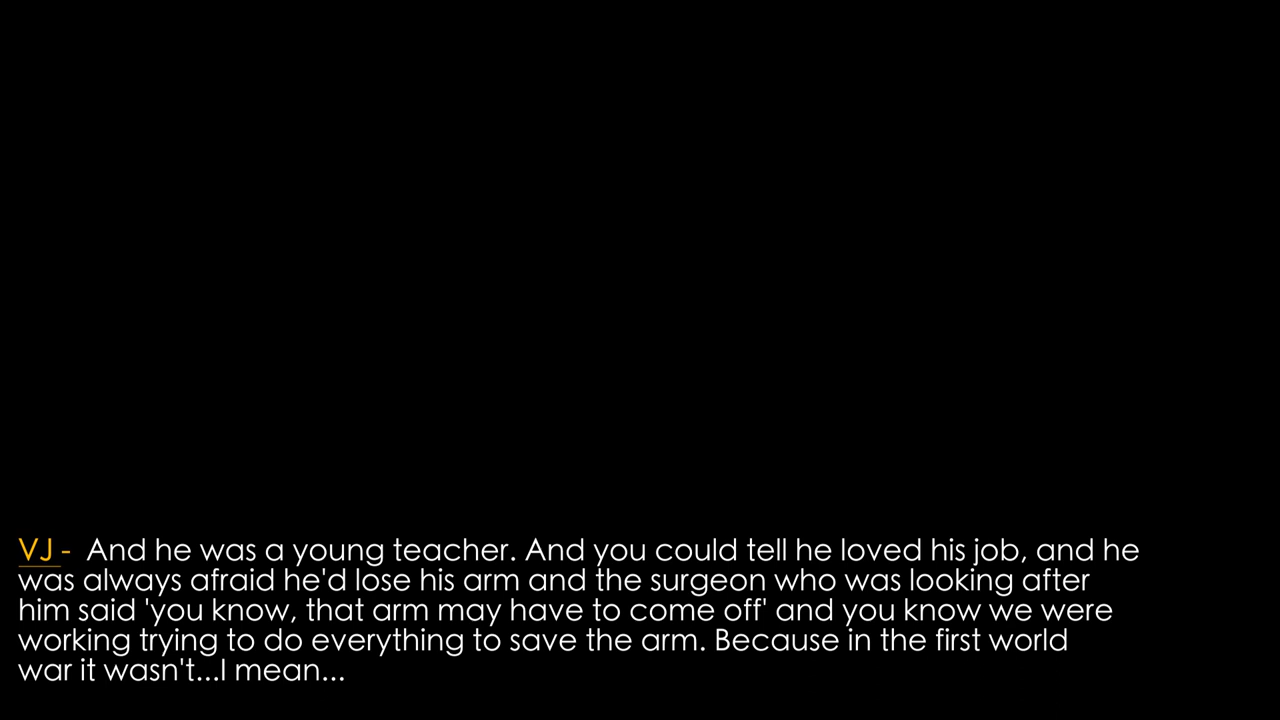 VJ -  And he was a young teacher. And you could tell he loved his job, and he
was always afraid he'd lose his arm and the surgeon who was looking after
him said 'you know, that arm may have to come off' and you know we were
working trying to do everything to save the arm. Because in the first world
war it wasn't...I mean...